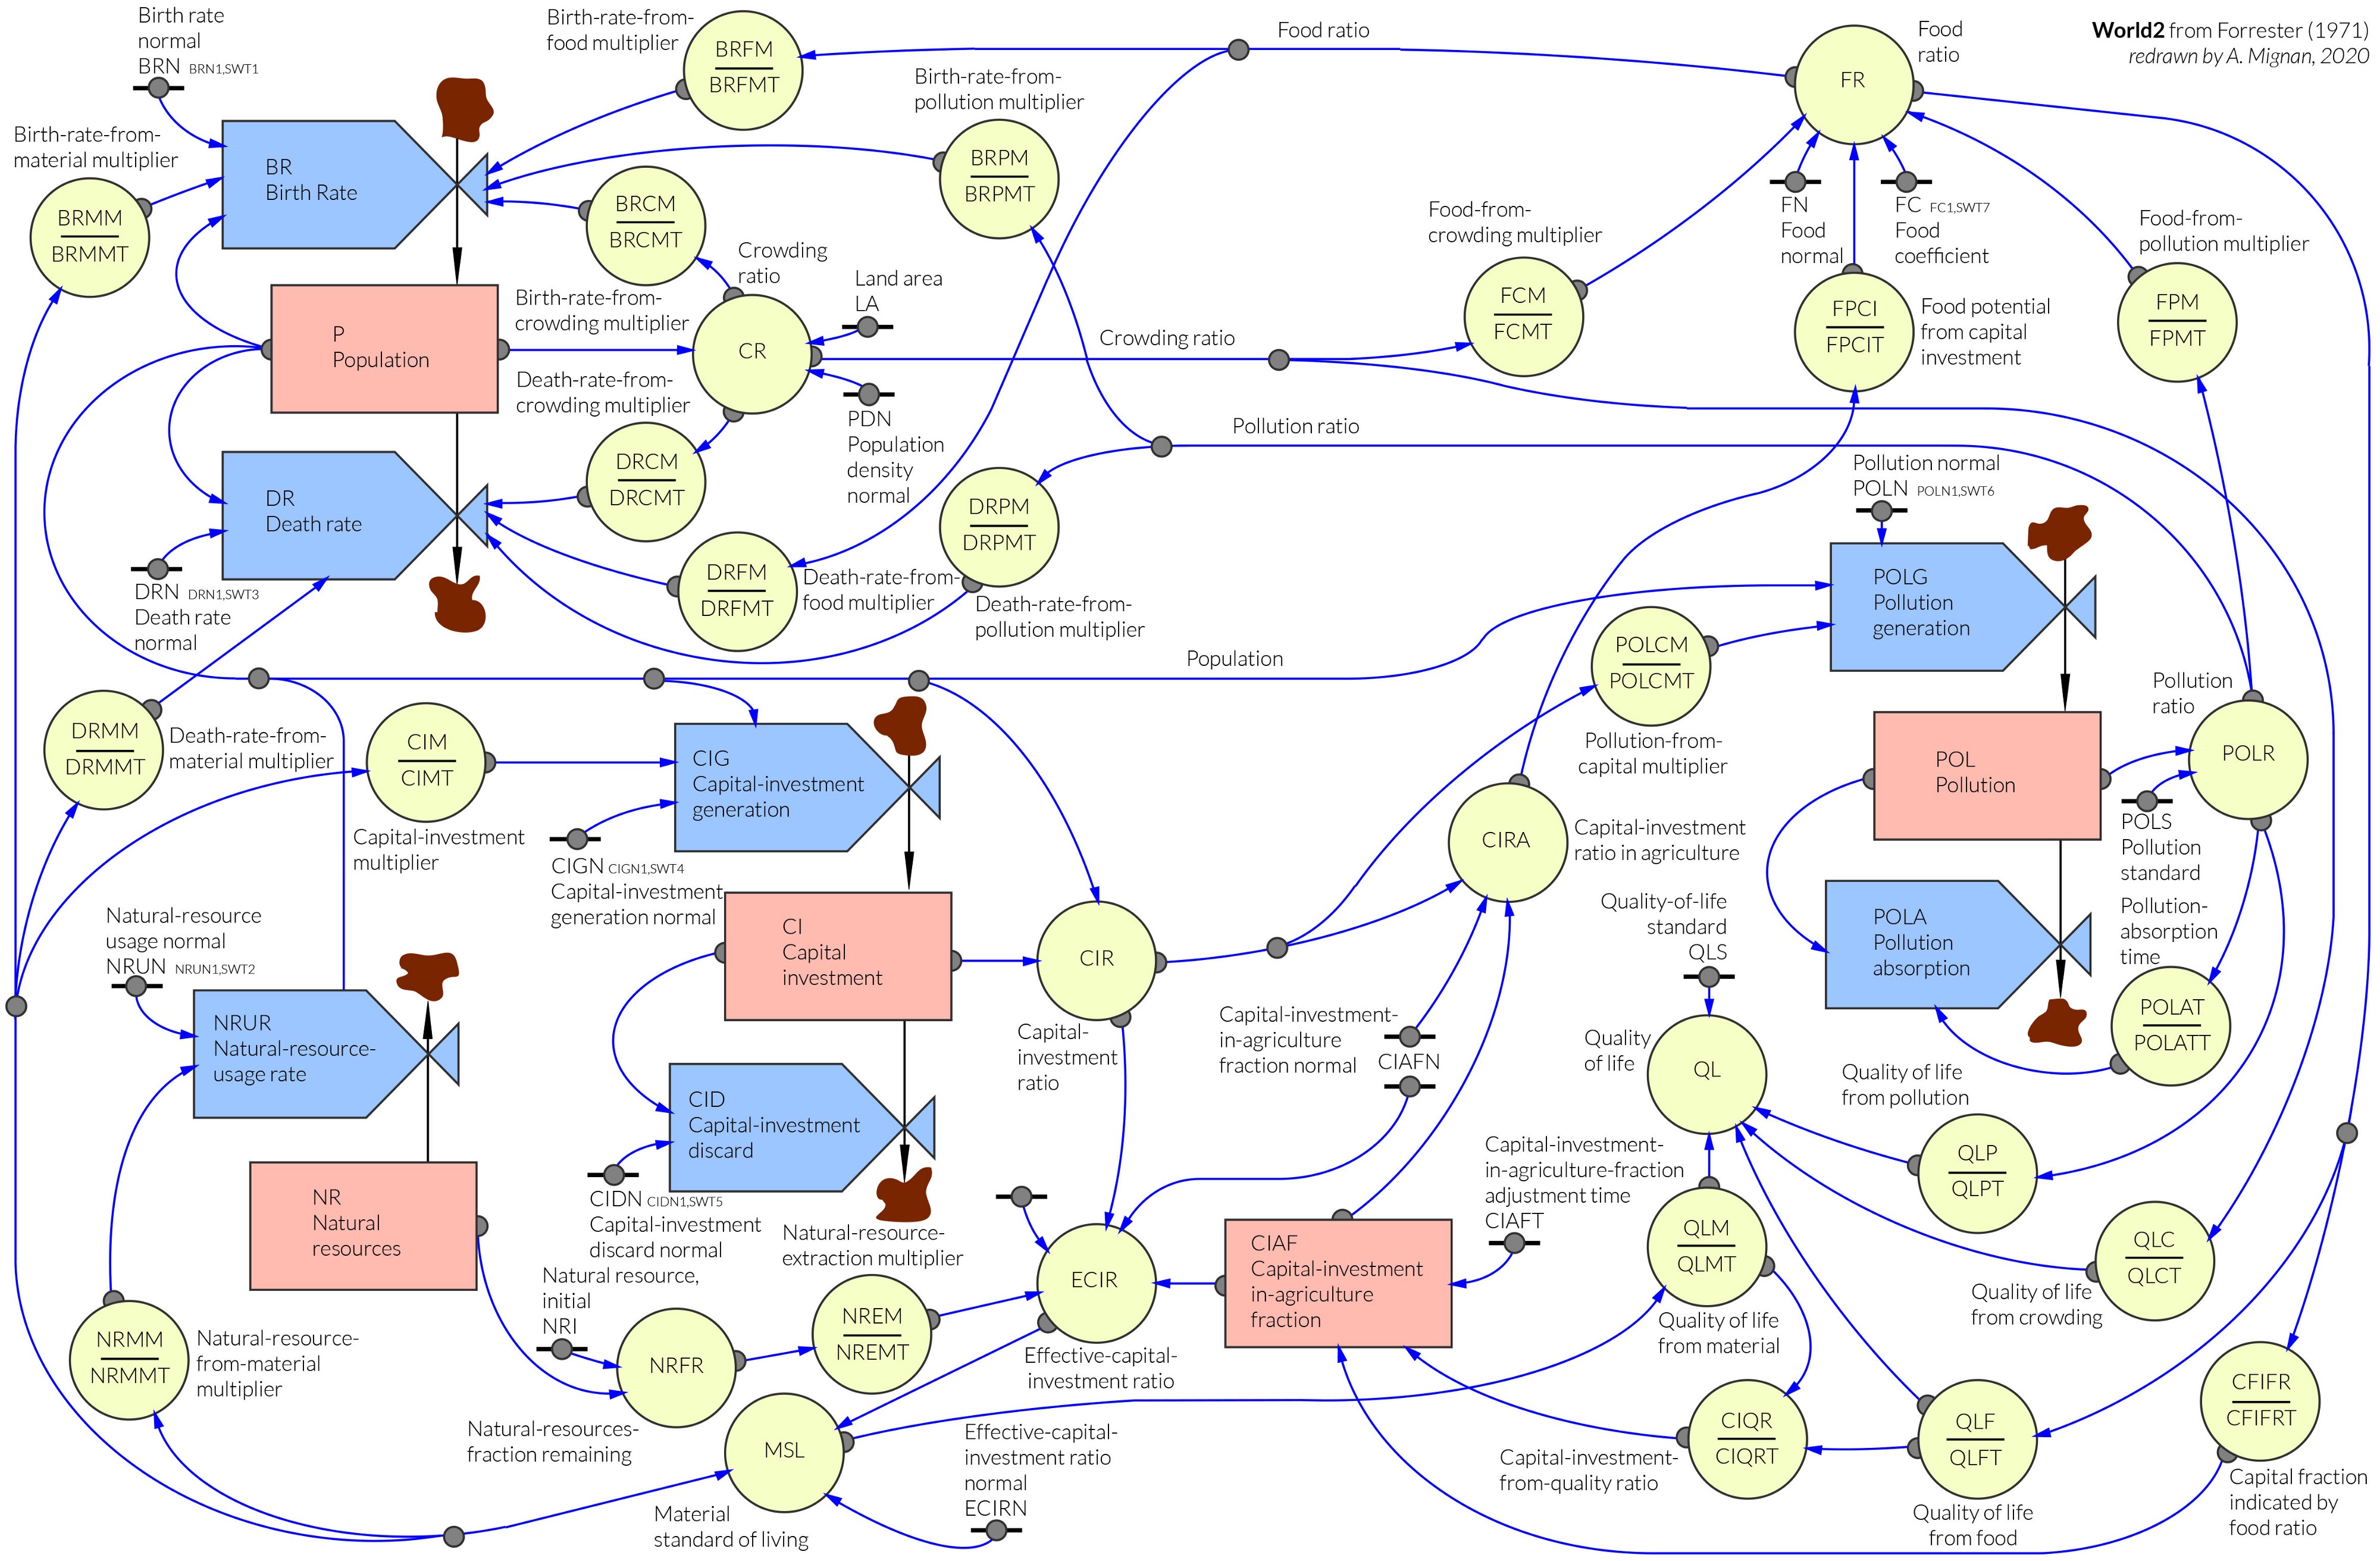 World2 from Forrester (1971)
redrawn by A. Mignan, 2020
Birth rate
normal
BRN BRN1,SWT1
Birth-rate-from-
material multiplier
BRMM
BRMMT
BR
Birth Rate
Birth-rate-from-
food multiplier
BRFM
BRFMT
Birth-rate-from-
pollution multiplier
BRPM
BRPMT
BRCM
BRCMT
Food ratio
FR
Food
ratio
FN
Food
normal
FC FC1,SWT7
Food
coefficient
Food-from-
crowding multiplier
FCM
FCMT
FPCI
FPCIT
Food potential
from capital
investment
Food-from-
pollution multiplier
FPM
FPMT
P
Population
Birth-rate-from-
crowding multiplier
Crowding
ratio
CR
Land area
LA
PDN
Population
density
normal
Crowding ratio
Death-rate-from-
crowding multiplier
DRCM
DRCMT
DR
Death rate
DRN DRN1,SWT3
Death rate
normal
DRFM
DRFMT
Death-rate-from-
food multiplier
DRPM
DRPMT
Death-rate-from-
pollution multiplier
Pollution ratio
Population
Pollution normal
POLN POLN1,SWT6
POLG
Pollution
generation
POLCM
POLCMT
Pollution-from-
capital multiplier
POL
Pollution
Pollution
ratio
POLR
POLS
Pollution
standard
Pollution-
absorption
time
POLA
Pollution
absorption
POLAT
POLATT
DRMM
DRMMT
Death-rate-from-
material multiplier
CIM
CIMT
Capital-investment
multiplier
CIG
Capital-investment
generation
CIGN CIGN1,SWT4
Capital-investment
generation normal
CI
Capital
investment
CIR
Capital-
investment
ratio
CIRA
Capital-investment
ratio in agriculture
Capital-investment-
in-agriculture
fraction normal
CIAFN
Natural-resource
usage normal
NRUN NRUN1,SWT2
NRUR
Natural-resource-
usage rate
NR
Natural
resources
CID
Capital-investment
discard
CIDN CIDN1,SWT5
Capital-investment
discard normal
Natural-resource-
extraction multiplier
Natural resource,
initial
NRI
NRFR
Natural-resources-
fraction remaining
NREM
NREMT
ECIR
Effective-capital-
investment ratio
NRMM
NRMMT
Natural-resource-
from-material
multiplier
MSL
Material
standard of living
Effective-capital-
investment ratio
normal
ECIRN
CIAF
Capital-investment
in-agriculture
fraction
Capital-investment-
in-agriculture-fraction
adjustment time
CIAFT
Quality-of-life
standard
QLS
Quality
of life
QL
Quality of life
from pollution
QLP
QLPT
QLM
QLMT
Quality of life
from material
QLC
QLCT
Quality of life
from crowding
CIQR
CIQRT
Capital-investment-
from-quality ratio
QLF
QLFT
Quality of life
from food
CFIFR
CFIFRT
Capital fraction
indicated by
food ratio